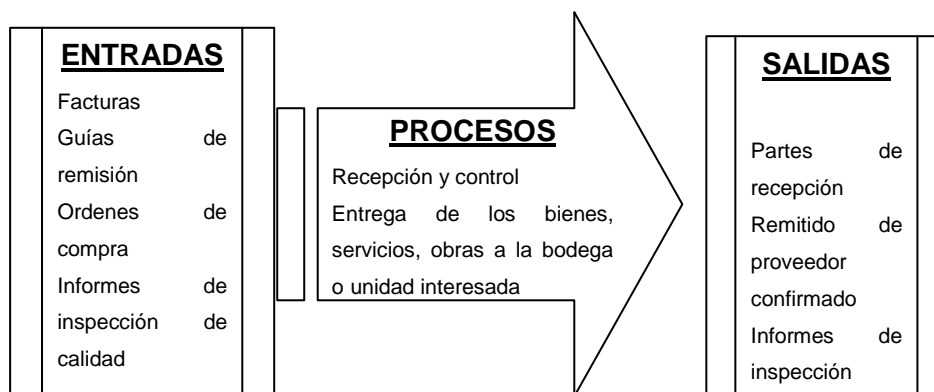 ENTRADAS
Facturas
Guías de
remisión
Ordenes de
compra
Informes de
inspección de
calidad
PROCESOS
Recepción y control
Entrega de los bienes,
servicios, obras a la bodega
o unidad interesada
SALIDAS
Partes de
recepción
Remitido de
proveedor
confirmado
Informes de
inspección